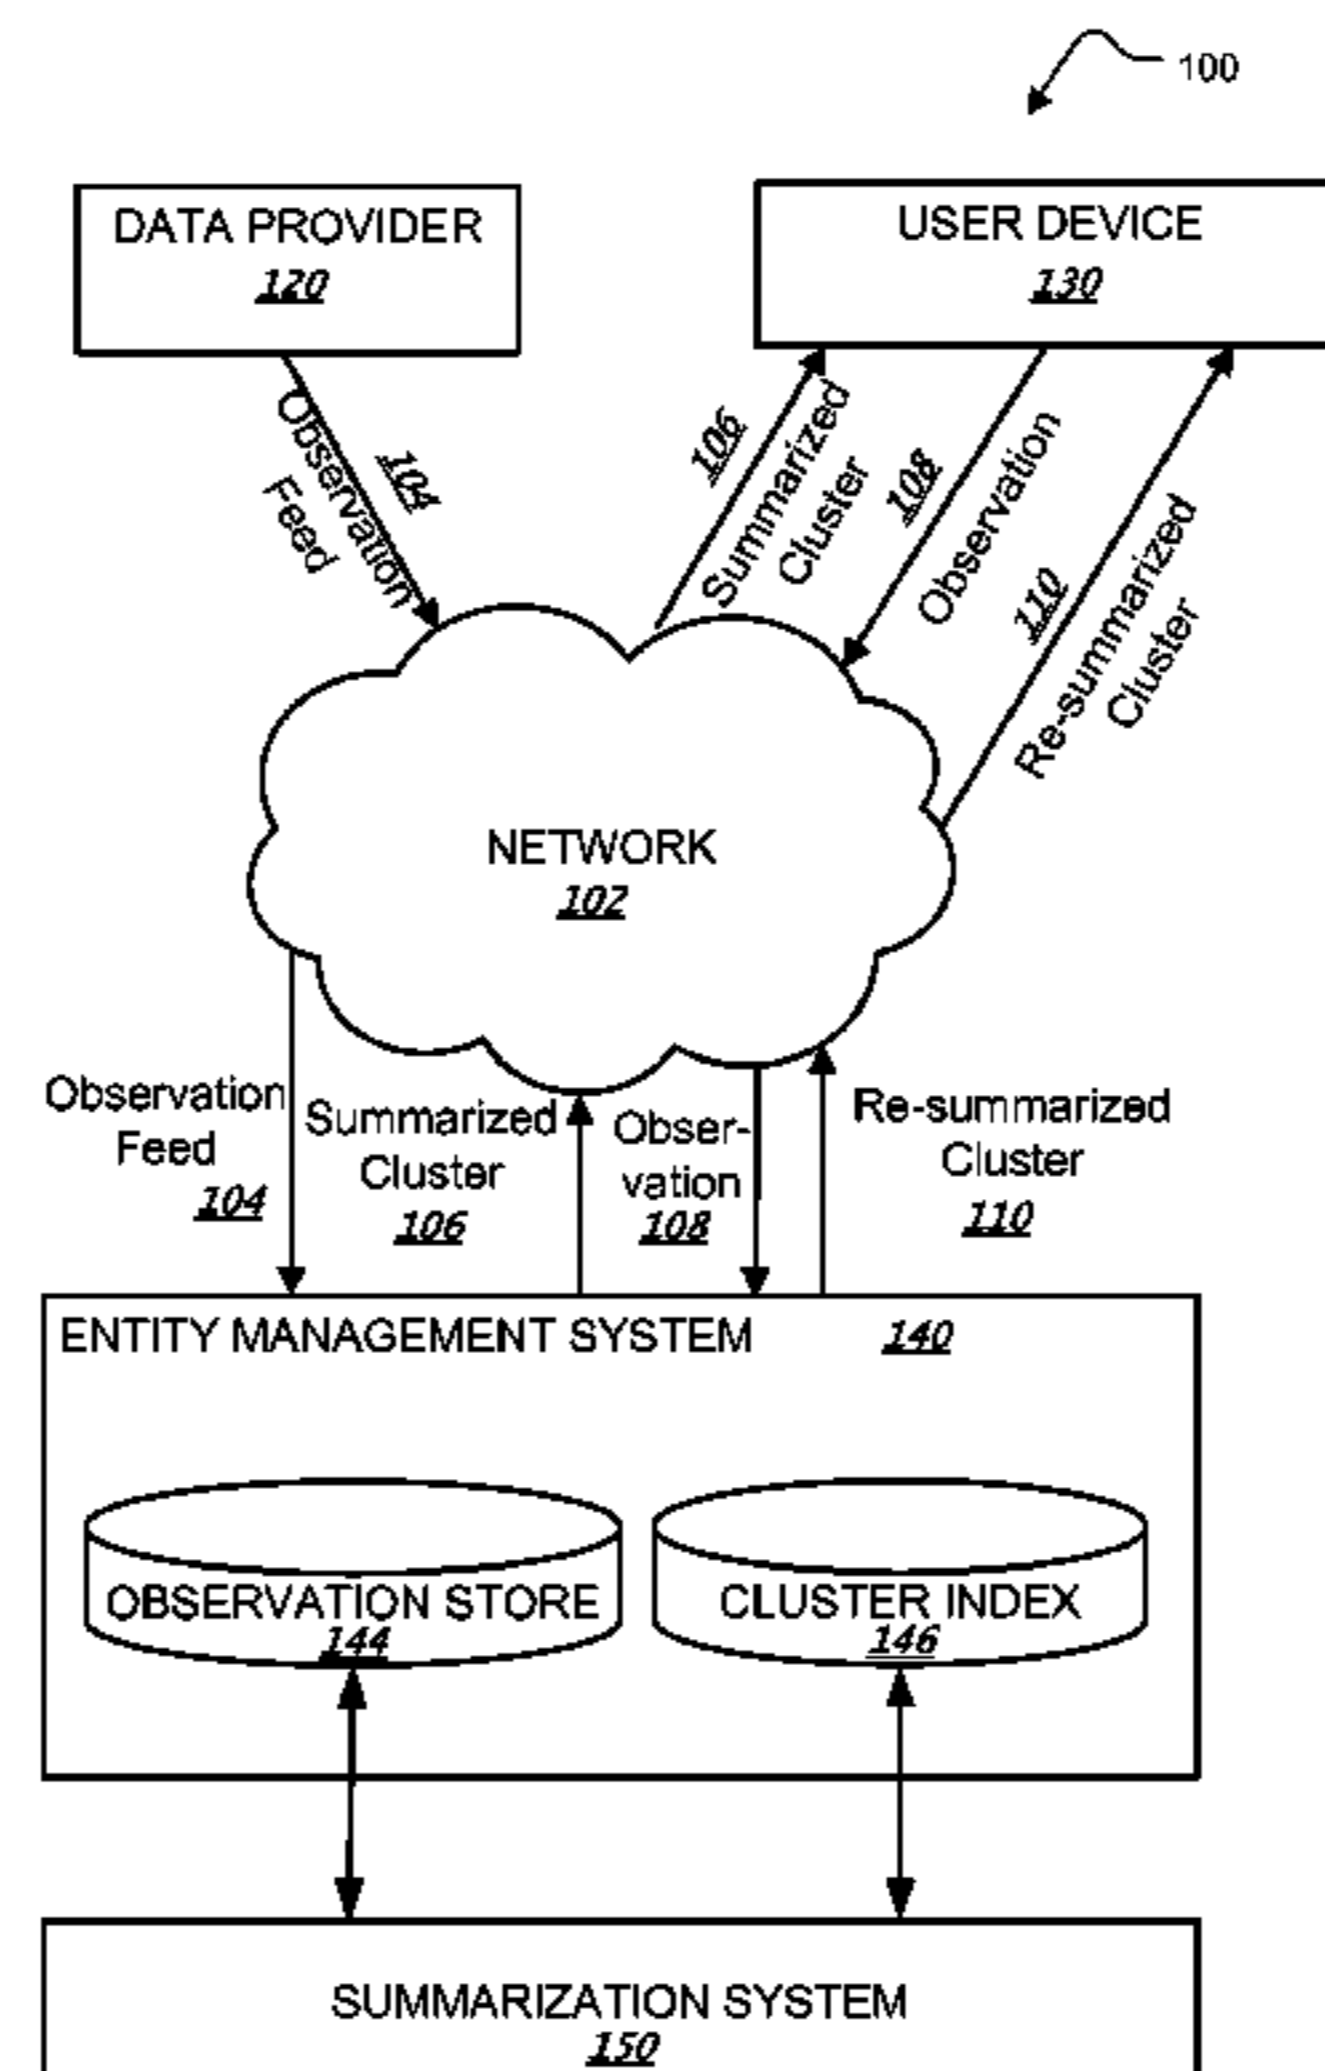 100
DATA PROVIDER
120
USER DEVICE
130
Observation
Feed
104
106
Summarized
Cluster
108
Observation
110
Re-summarized
Cluster
NETWORK
102
Observation
Feed
104
Summarized
Cluster
106
Obser-
vation
108
Re-summarized
Cluster
110
ENTITY MANAGEMENT SYSTEM 140
OBSERVATION STORE
144
CLUSTER INDEX
146
SUMMARIZATION SYSTEM
150